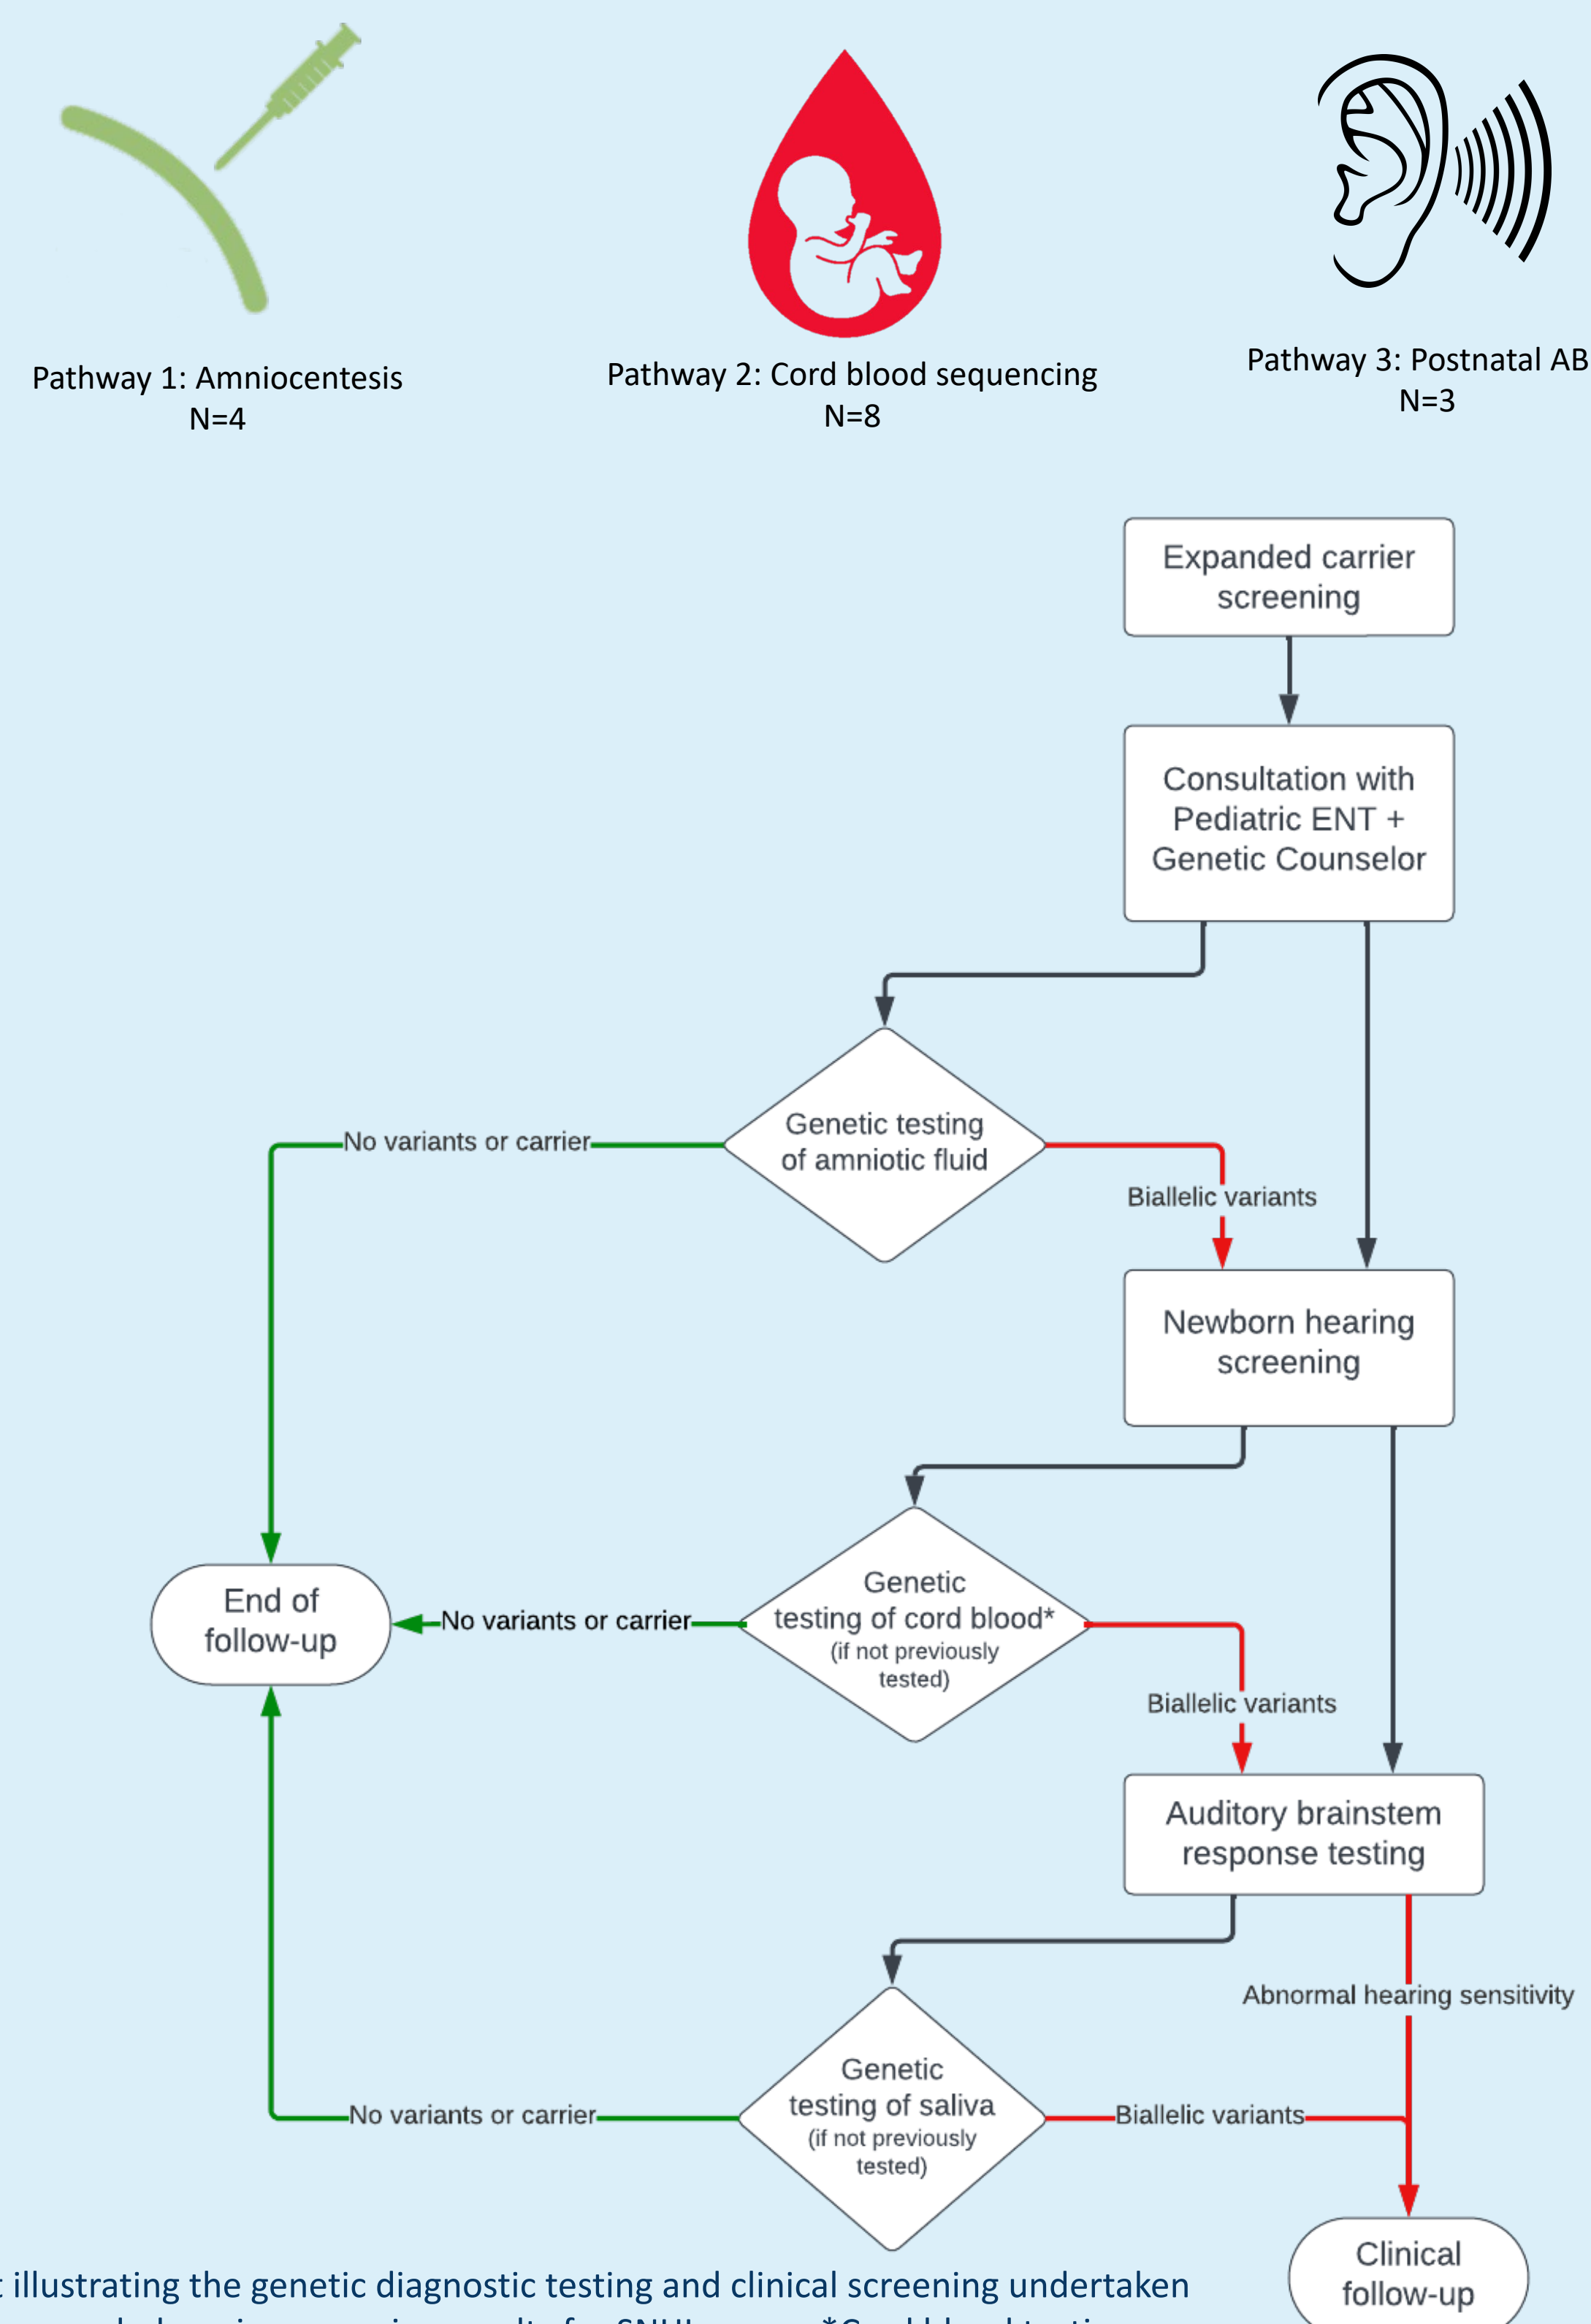 Pathway 1: Amniocentesis
N=4
Pathway 2: Cord blood sequencing
N=8
Pathway 3: Postnatal AB
N=3
Expanded carrier
screening
Consultation with
Pediatric ENT +
Genetic Counselor
Genetic testing
of amniotic fluid
No variants or carrier
Biallelic variants
Newborn hearing
screening
End of
follow-up
No variants or carrier
Genetic
testing of cord blood*
(if not previously
tested)
Biallelic variants
Auditory brainstem
response testing
Abnormal hearing sensitivity
Genetic
testing of saliva
(if not previously
tested)
No variants or carrier
Biallelic variants
Clinical
follow-up
illustrating the genetic diagnostic testing and clinical screening undertaken